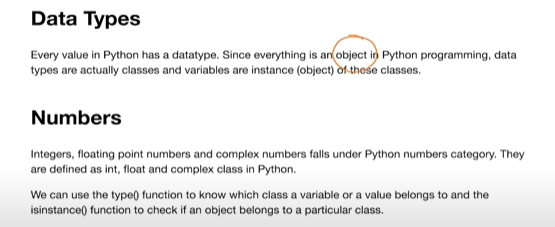 Data Types
Every value in Python has a datatype. Since everything is an object in Python programming, data
types are actually classes and variables are instance (object) of these classes.
Numbers
Integers, floating point numbers and complex numbers falls under Python numbers category. They
are defined as int, float and complex class in Python.
We can use the type() function to know which class a variable or a value belongs to and the
isinstance() function to check if an object belongs to a particular class.